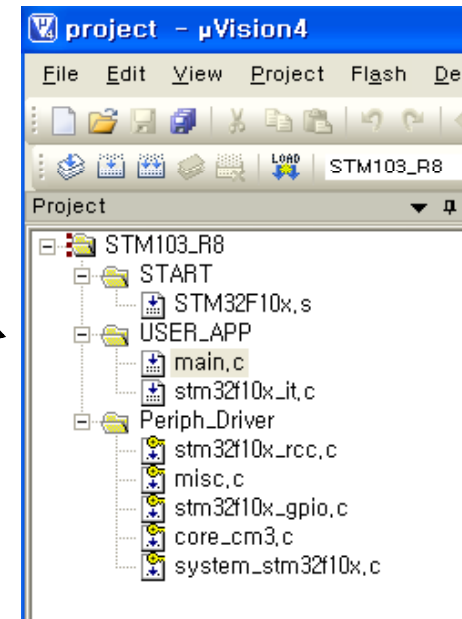 project - µVision4
File Edit View Project Flash De
LOAD STM103_R8
Project
STM103_R8
START
STM32F10x,s
USER_APP
main,c
stm32f10x_it,c
Periph_Driver
stm32f10x_rcc,c
misc,c
stm32f10x_gpio,c
core_cm3,c
system_stm32f10x,c